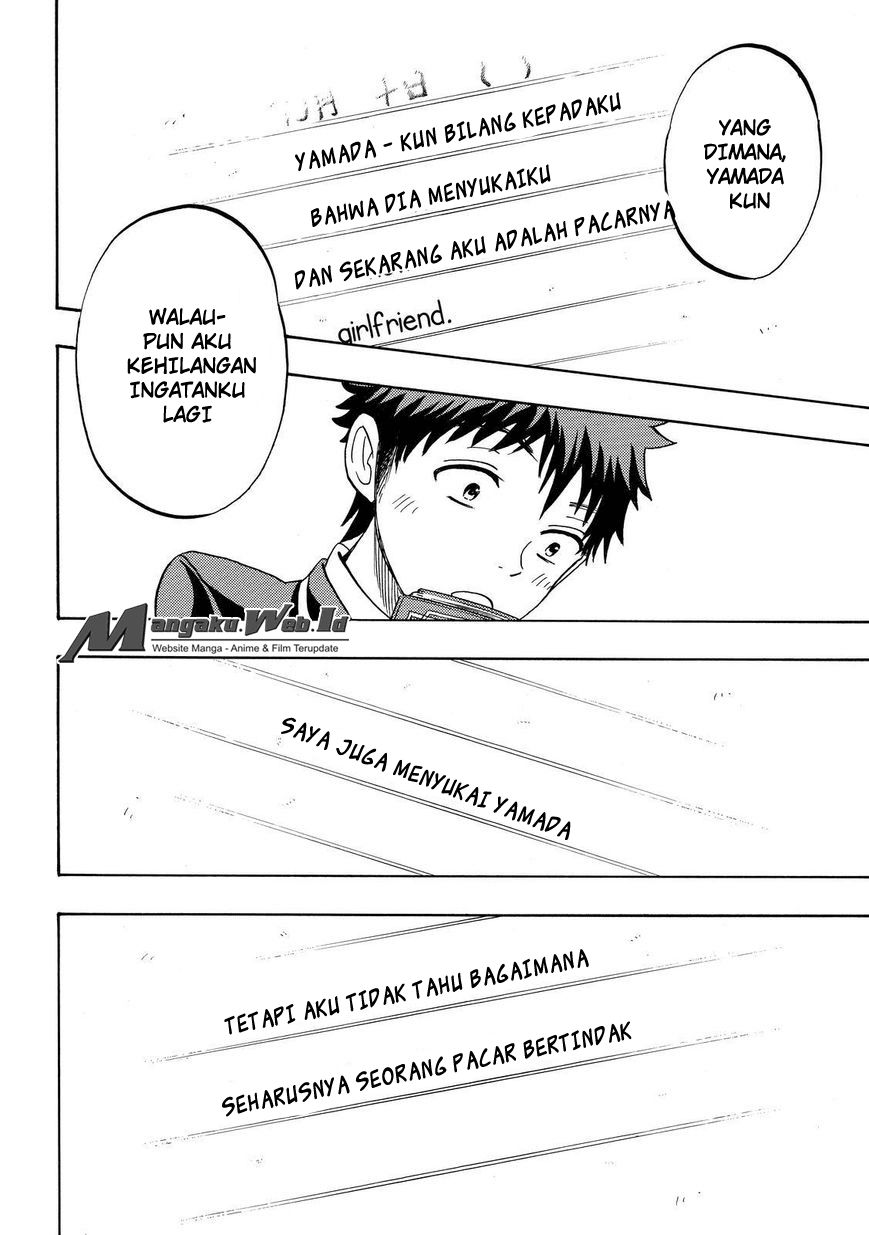 YANG
DIMANA,
YAMADA
KUN
YAMADA - KUN BILANG KEPADAKU
BAHWA DIA MENYUKAIKU
DAN SEKARANG AKU ADALAH PACARNYA
girlfriend.
WALAU-
PUN AKU
KEHILANGAN
INGATANKU
LAGI
Mangaku.Web.Id
Website Manga - Anime & Film Terupdate
SAYA JUGA MENYUKAI YAMADA
TETAPI AKU TIDAK TAHU BAGAIMANA
SEHARUSNYA SEORANG PACAR BERTINDAK